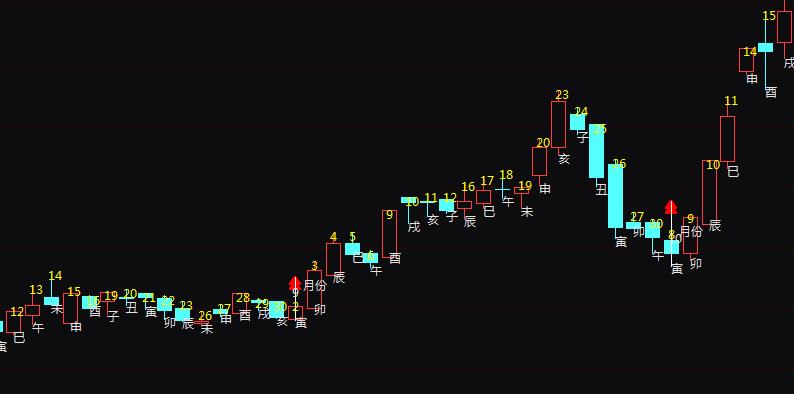 寅
12
巳
13
午
14
未
15
申
16
酉
19
子
20
丑
21
寅
22
卯
23
辰
26
未
27
申
28
酉
29
戌
30
亥
9
月份
2
寅
3
卯
4
辰
5
巳
6
午
9
酉
10
戌
11
亥
12
子
16
辰
17
巳
18
午
19
未
20
申
23
亥
24
子
25
丑
26
寅
27
卯
30
午
10
月份
8
寅
9
卯
10
辰
11
巳
14
申
15
酉
戌